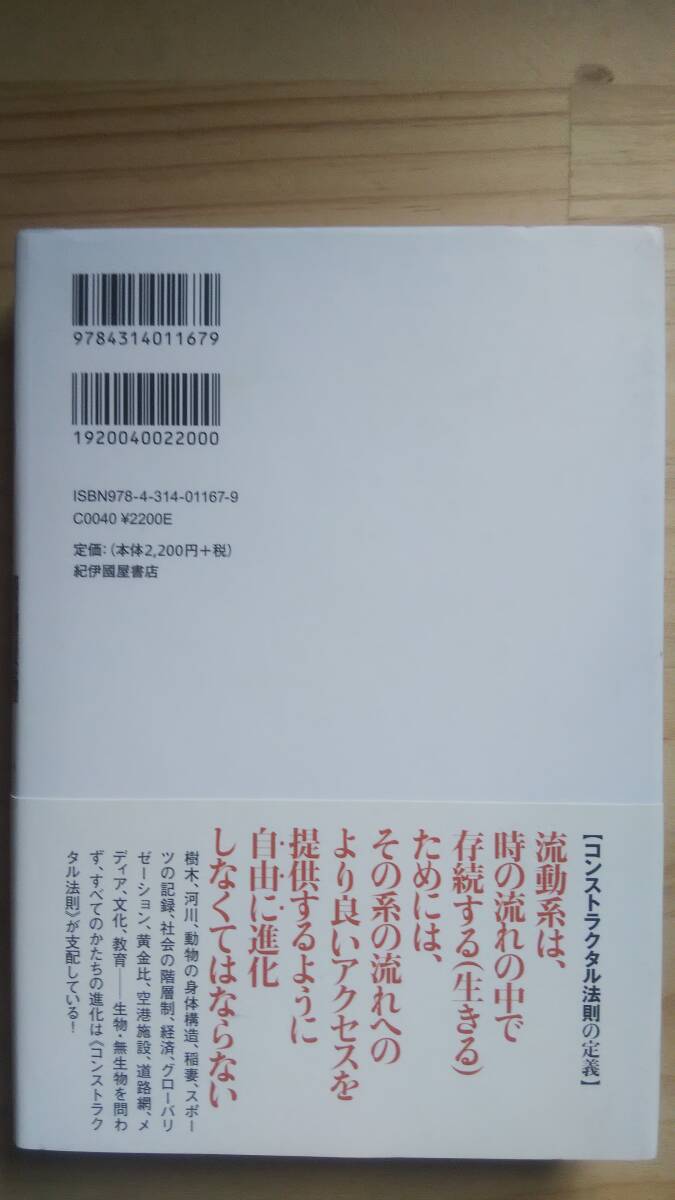 9784314011679
1920040022000
ISBN978-4-314-01167-9
C0040 ¥2200E
定価：（本体2,200円＋税）
紀伊國屋書店
【コンストラクタル法則の定義】
流動系は、
時の流れの中で
存続する（生きる）
ためには、
その系の流れへの
より良いアクセスを
提供するように
自由に進化
しなくてはならない
樹木、河川、動物の身体構造、稲妻、スポー
ツの記録、社会の階層制、経済、グローバリ
ゼーション、黄金比、空港施設、道路網、メ
ディア、文化、教育――生物・無生物を問わ
ず、すべてのかたちの進化は《コンストラク
タル法則》が支配している！